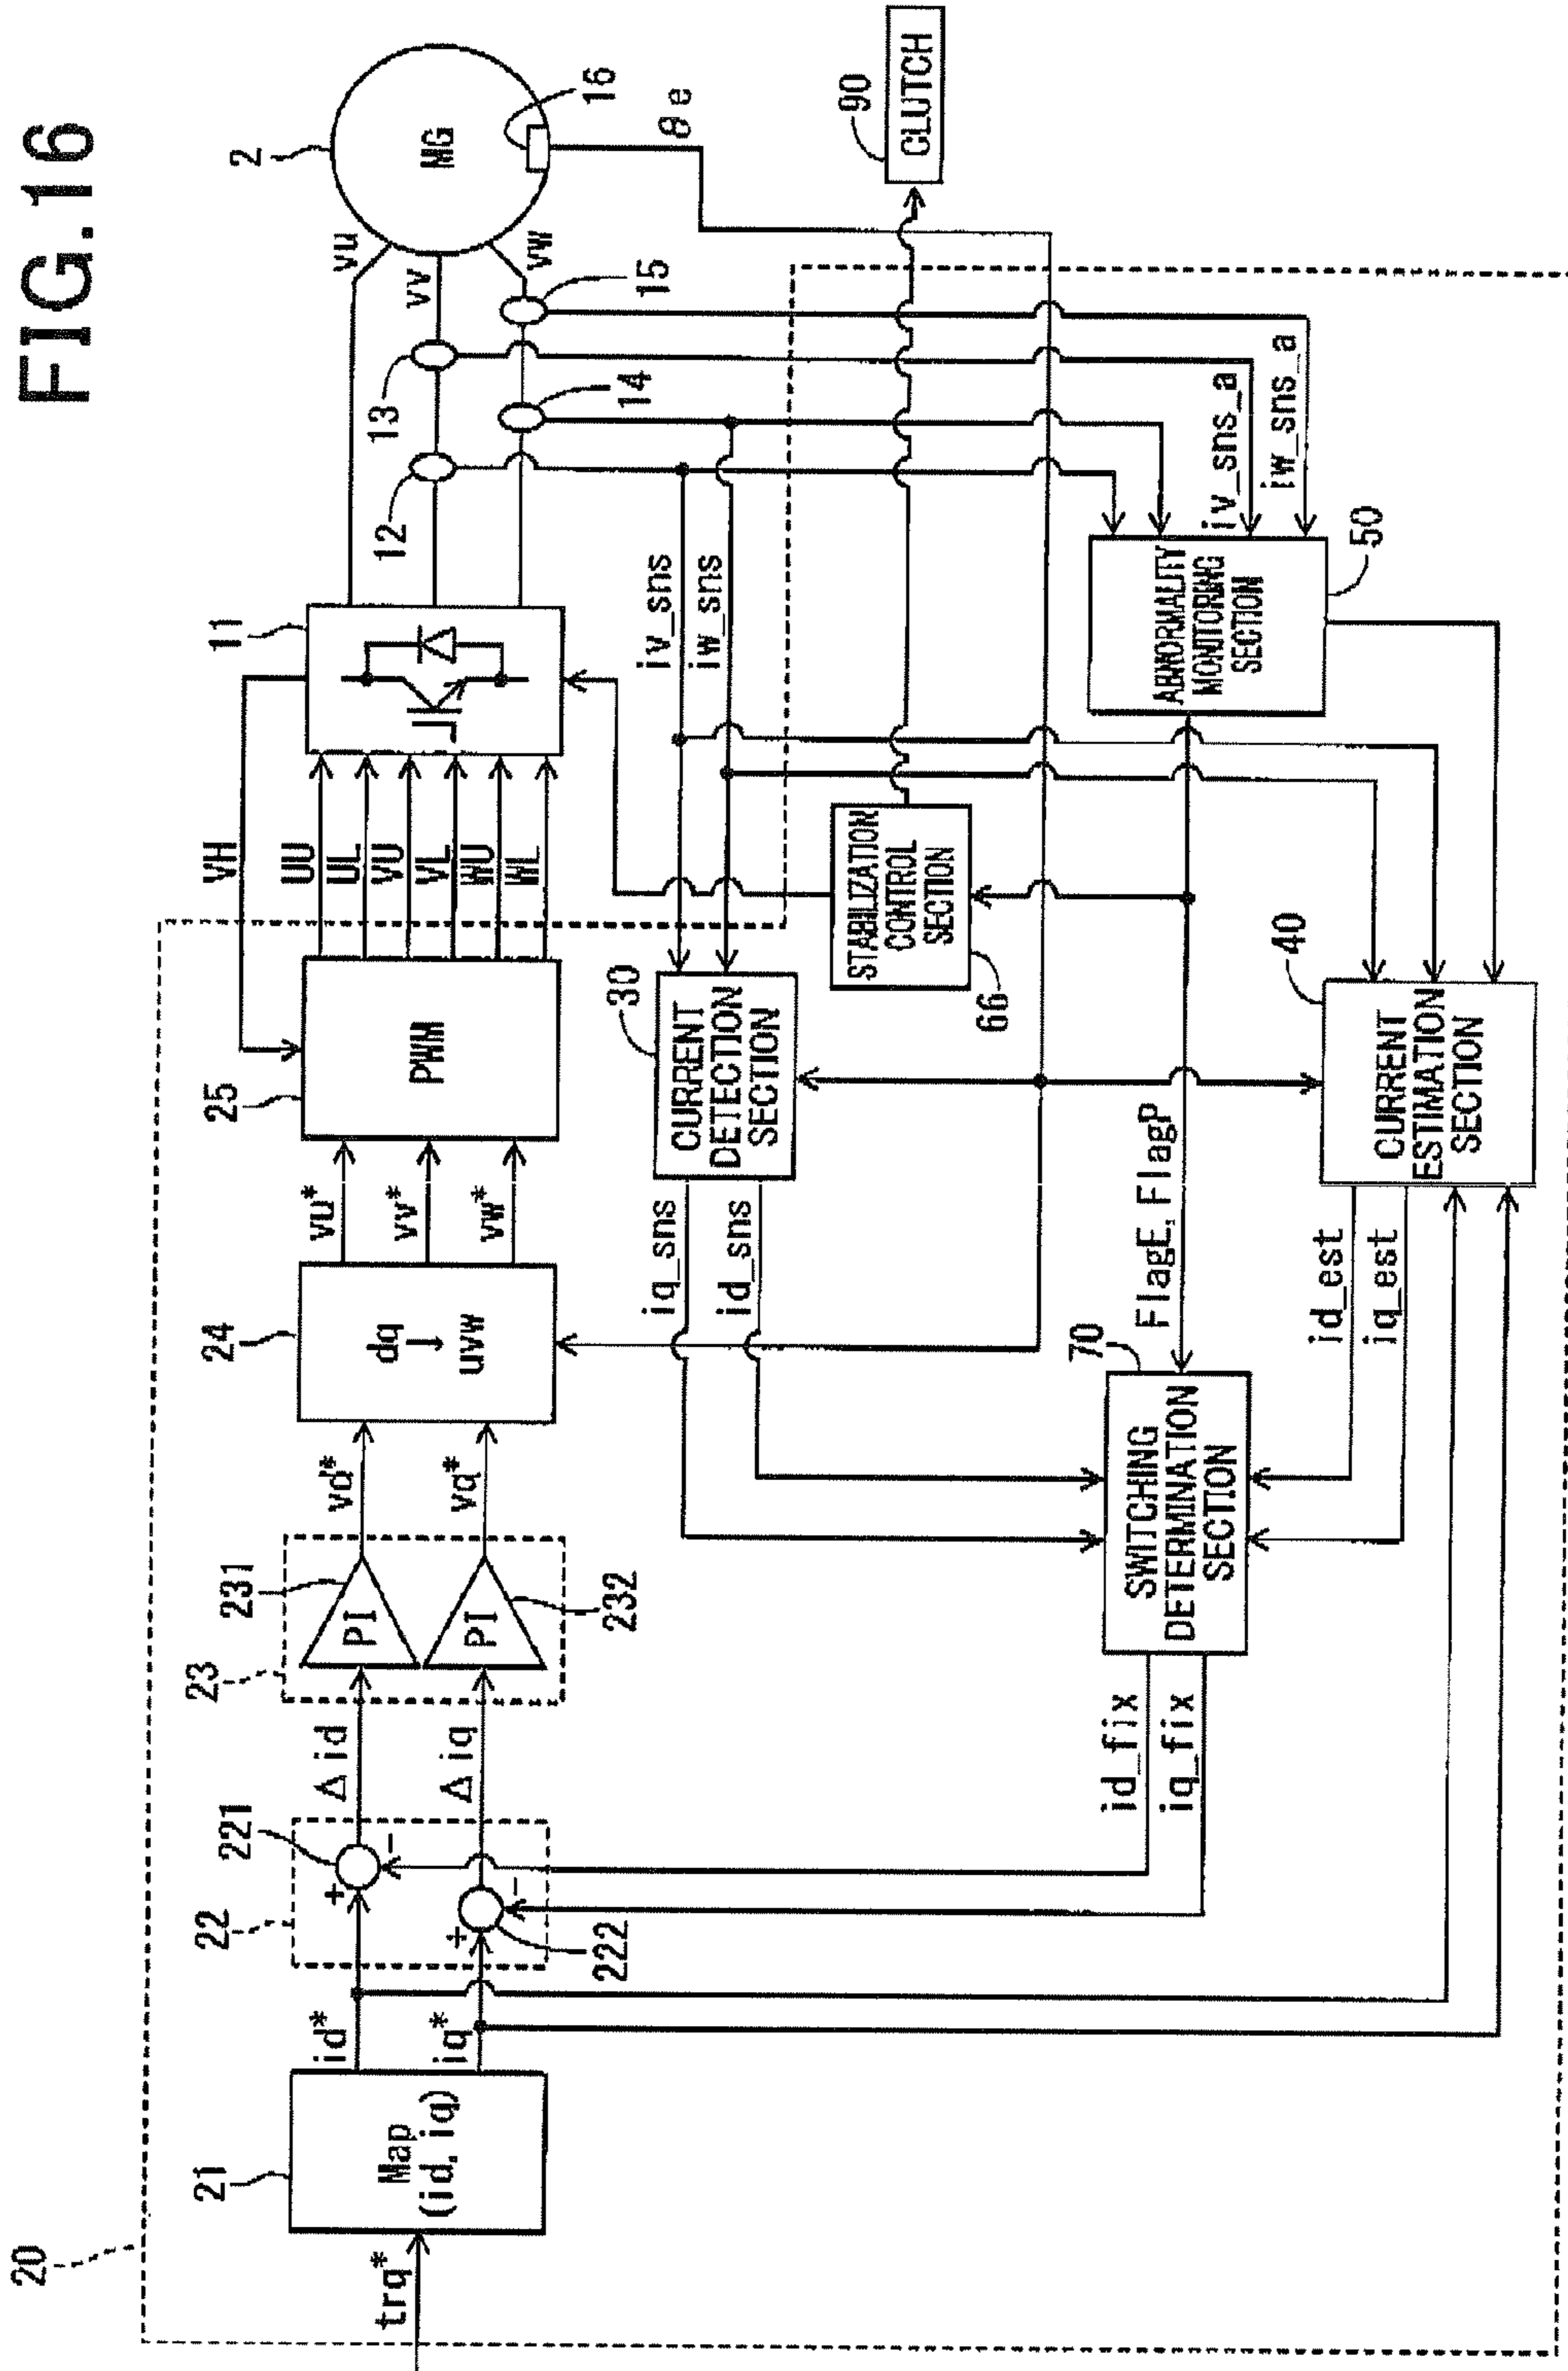 FIG. 16
20
trq*
21
Map
(id, iq)
id*
iq*
22
221
+
-
+
-
222
Δid
Δiq
23
231
PI
PI
232
vd*
vq*
24
dq
↓
uvw
vu*
vv*
vw*
25
PWM
VH
UU
UL
VU
VL
WU
WL
11
12
13
14
15
vu
vv
vw
2
MG
16
θe
90
CLUTCH
iv_sns
iw_sns
30
CURRENT
DETECTION
SECTION
iq_sns
id_sns
STABILIZATION
CONTROL
SECTION
66
iv_sns_a
iw_sns_a
ABNORMALITY
MONITORING
SECTION
50
FlagE, FlagP
70
SWITCHING
DETERMINATION
SECTION
id_fix
iq_fix
40
CURRENT
ESTIMATION
SECTION
id_est
iq_est